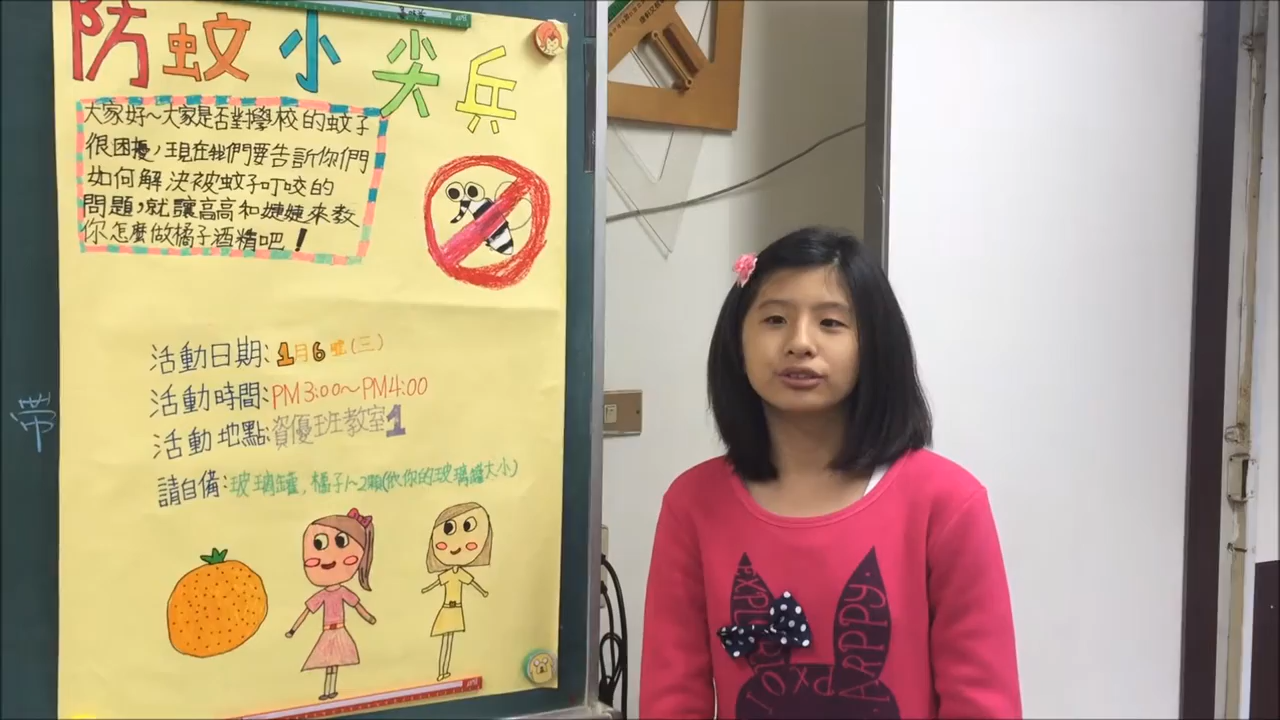 防蚊小尖兵
大家好～大家是否對學校的蚊子
很困擾，現在我們要告訴你們
如何解決被蚊子叮咬的
問題，就讓高高和婕婕來教
你怎麼做橘子酒精吧！
活動日期：1月6號(三)
活動時間：PM3:00～PM4:00
活動地點：資優班教室1
請自備：玻璃罐，橘子1~2顆(依你的玻璃罐大小)
帶